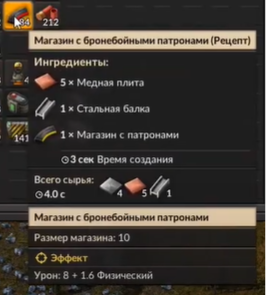 34 212
Магазин с бронебойными патронами (Рецепт)
Ингредиенты:
5 × Медная плита
1 × Стальная балка
141
1 × Магазин с патронами
3 сек Время создания
Всего сырья:
4.0 с 4 5 1
Магазин с бронебойными патронами
Размер магазина: 10
Эффект
Урон: 8 + 1.6 Физический